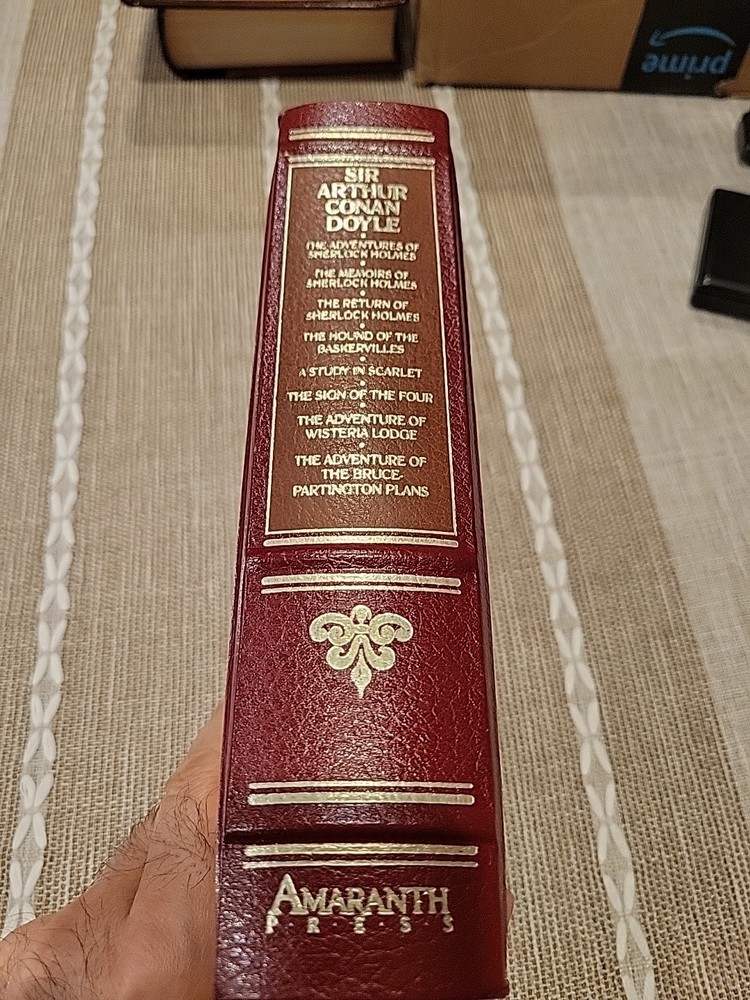 prime
SIR
ARTHUR
CONAN
DOYLE
THE ADVENTURES OF
SHERLOCK HOLMES
THE MEMOIRS OF
SHERLOCK HOLMES
THE RETURN OF
SHERLOCK HOLMES
THE HOUND OF THE
BASKERVILLES
A STUDY IN SCARLET
THE SIGN OF THE FOUR
THE ADVENTURE OF
WISTERIA LODGE
THE ADVENTURE OF
THE BRUCE-
PARTINGTON PLANS
AMARANTH
P·R·E·S·S